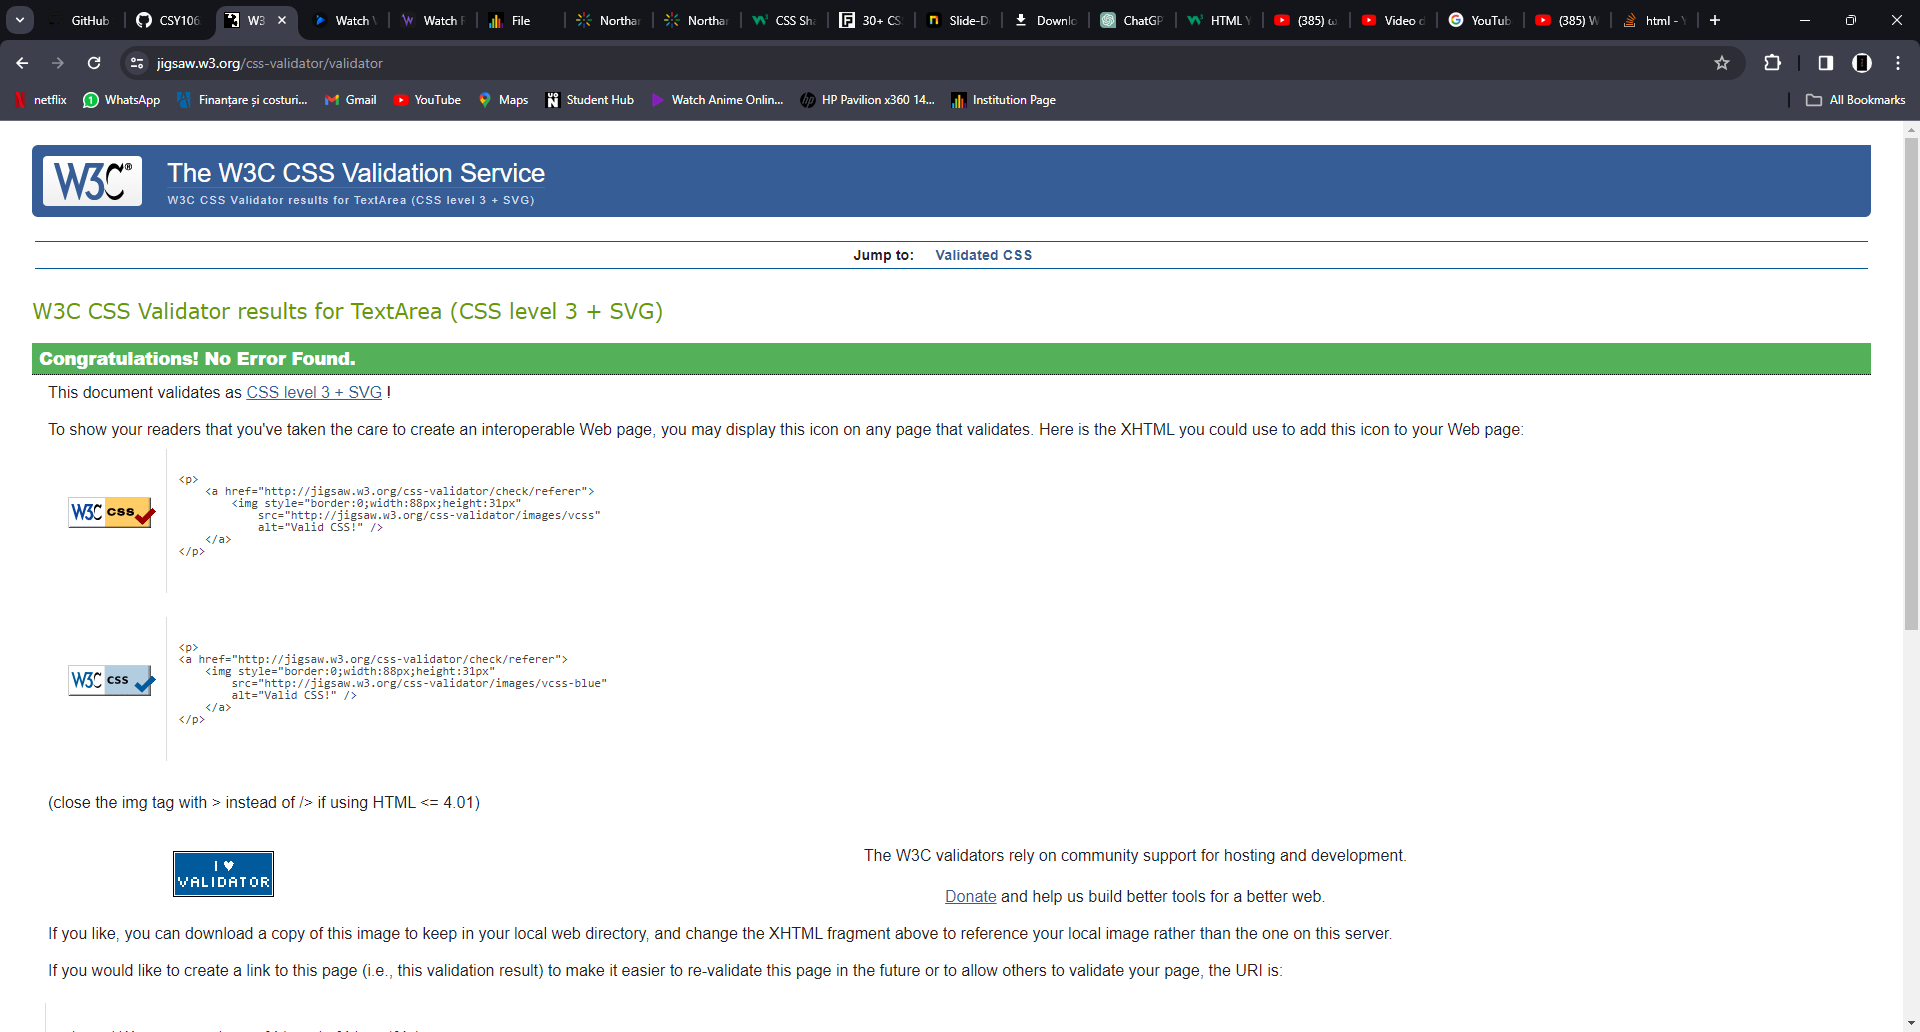 GitHub CSY106 W3 Watch Watch File Northar Northar CSS Sha 30+ CS Slide-D Downlo ChatGP HTML (385) Video YouTub (385) W html -
jigsaw.w3.org/css-validator/validator
netflix WhatsApp Finanțare și costuri... Gmail YouTube Maps Student Hub Watch Anime Onlin... HP Pavilion x360 14... Institution Page All Bookmarks
W3C® The W3C CSS Validation Service
W3C CSS Validator results for TextArea (CSS level 3 + SVG)
Jump to: Validated CSS
W3C CSS Validator results for TextArea (CSS level 3 + SVG)
Congratulations! No Error Found.
This document validates as CSS level 3 + SVG !
To show your readers that you've taken the care to create an interoperable Web page, you may display this icon on any page that validates. Here is the XHTML you could use to add this icon to your Web page:
W3C css
<p>
<a href="http://jigsaw.w3.org/css-validator/check/referer">
<img style="border:0;width:88px;height:31px"
src="http://jigsaw.w3.org/css-validator/images/vcss"
alt="Valid CSS!" />
</a>
</p>
W3C css
<p>
<a href="http://jigsaw.w3.org/css-validator/check/referer">
<img style="border:0;width:88px;height:31px"
src="http://jigsaw.w3.org/css-validator/images/vcss-blue"
alt="Valid CSS!" />
</a>
</p>
(close the img tag with > instead of /> if using HTML <= 4.01)
I ♥
VALIDATOR
The W3C validators rely on community support for hosting and development.
Donate and help us build better tools for a better web.
If you like, you can download a copy of this image to keep in your local web directory, and change the XHTML fragment above to reference your local image rather than the one on this server.
If you would like to create a link to this page (i.e., this validation result) to make it easier to re-validate this page in the future or to allow others to validate your page, the URI is: